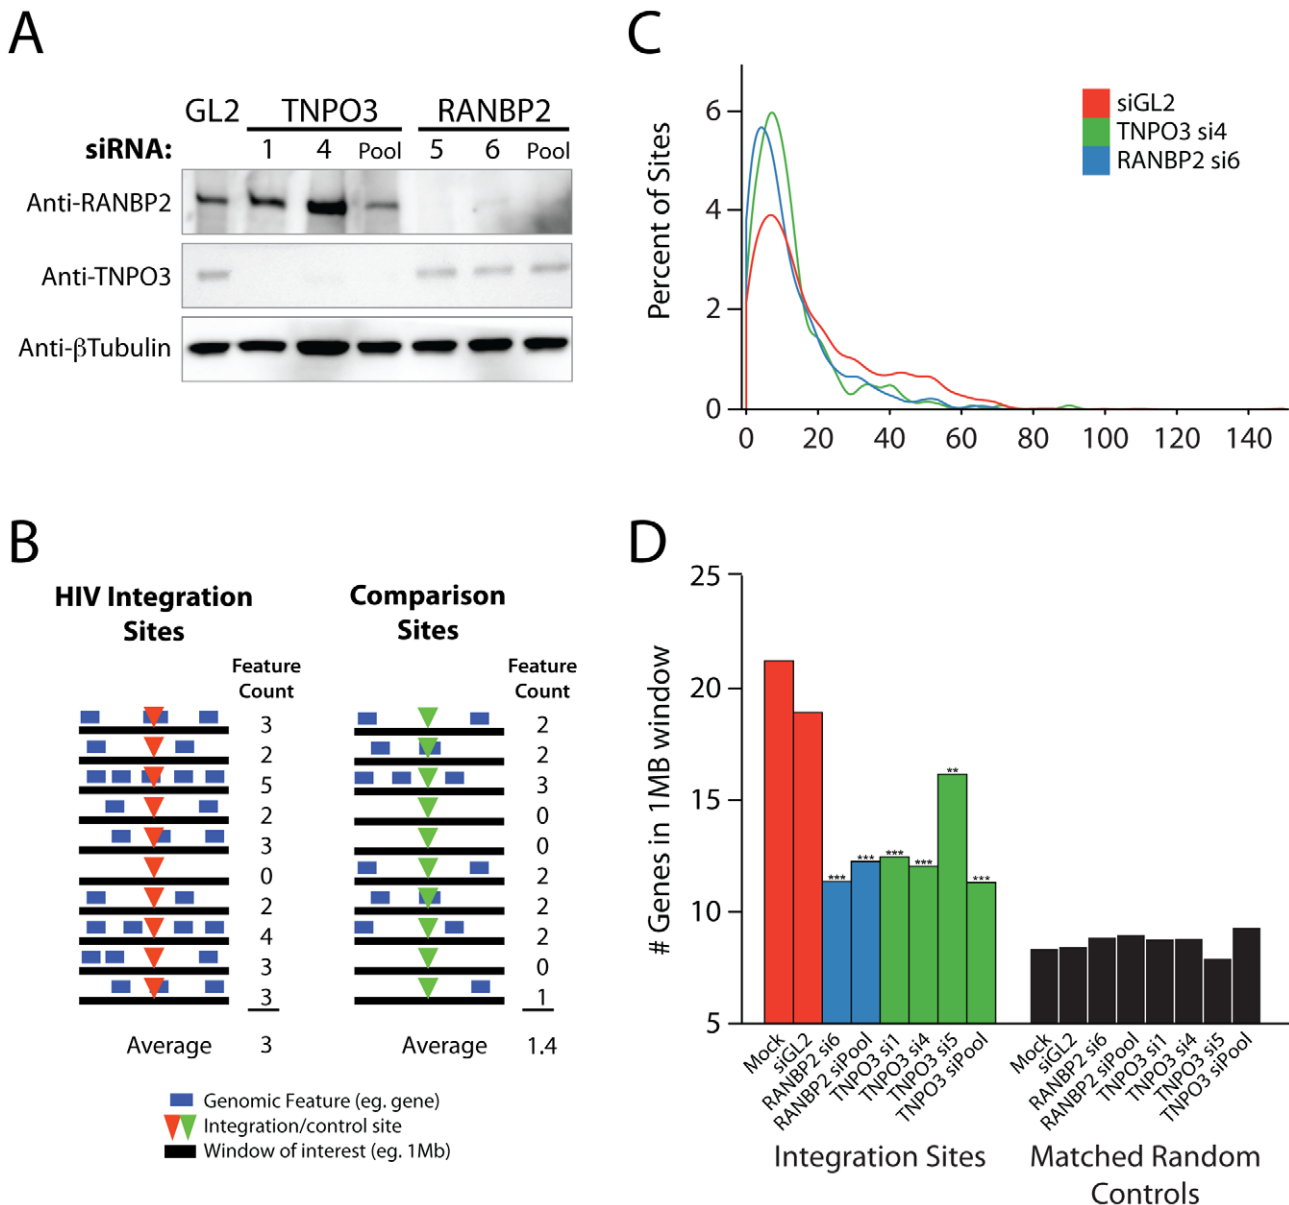 A
GL2 TNPO3 RANBP2
siRNA: 1 4 Pool 5 6 Pool
Anti-RANBP2
Anti-TNPO3
Anti-βTubulin
B
HIV Integration
Sites
Feature
Count
3
2
5
2
3
0
2
4
3
3
Average 3
Comparison
Sites
Feature
Count
2
2
3
0
0
2
2
2
0
1
Average 1.4
Genomic Feature (eg. gene)
Integration/control site
Window of interest (eg. 1Mb)
C
Percent of Sites
6
4
2
0
0 20 40 60 80 100 120 140
siGL2
TNPO3 si4
RANBP2 si6
D
# Genes in 1MB window
25
20
15
10
5
*** *** *** *** ** ***
Mock
siGL2
RANBP2 si6
RANBP2 siPool
TNPO3 si1
TNPO3 si4
TNPO3 si5
TNPO3 siPool
Integration Sites
Mock
siGL2
RANBP2 si6
RANBP2 siPool
TNPO3 si1
TNPO3 si4
TNPO3 si5
TNPO3 siPool
Matched Random
Controls